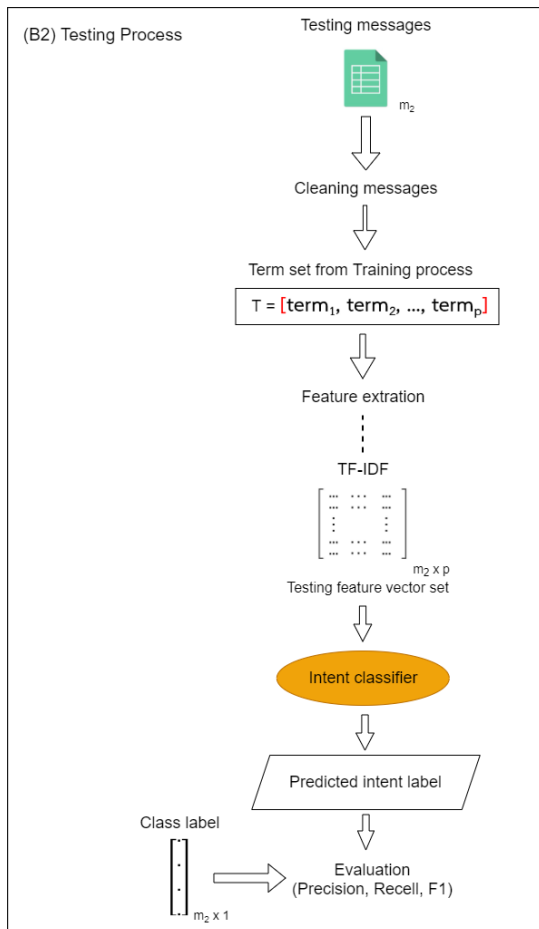 (B2) Testing Process
Testing messages
m2
Cleaning messages
Term set from Training process
T = [term1, term2, ..., termp]
Feature extration
TF-IDF
m2 x p
Testing feature vector set
Intent classifier
Predicted intent label
Class label
m2 x 1
Evaluation
(Precision, Recell, F1)